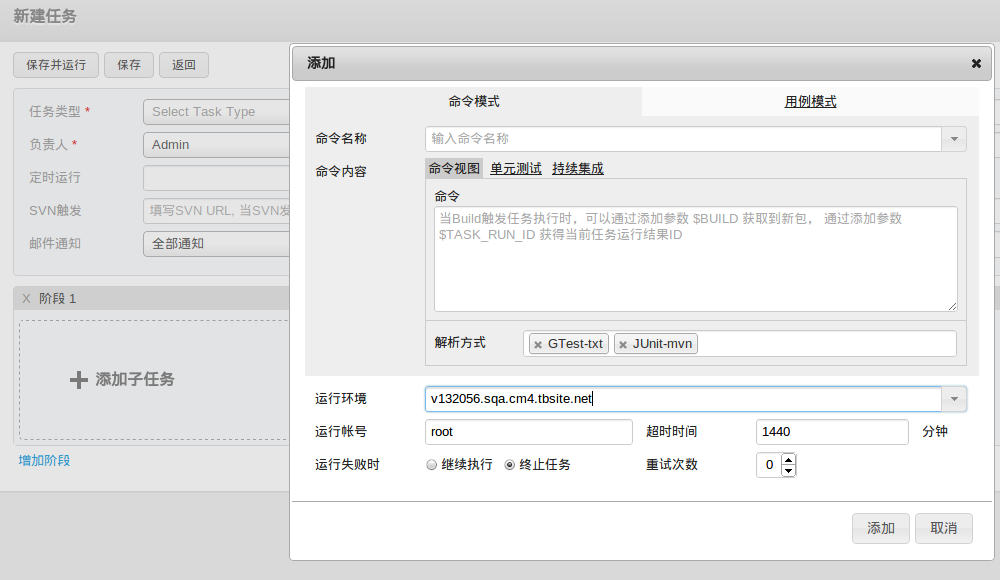 新建任务
保存并运行 保存 返回
任务类型 * Select Task Type
负责人 * Admin
定时运行
SVN触发 填写SVN URL, 当SVN发
邮件通知 全部通知
X 阶段 1
添加子任务
增加阶段
添加
命令模式 用例模式
命令名称 输入命令名称
命令内容 命令视图 单元测试 持续集成
命令
当Build触发任务执行时，可以通过添加参数 $BUILD 获取到新包， 通过添加参数
$TASK_RUN_ID 获得当前任务运行结果ID
解析方式 GTest-txt JUnit-mvn
运行环境 v132056.sqa.cm4.tbsite.net
运行帐号 root 超时时间 1440 分钟
运行失败时 继续执行 终止任务 重试次数 0
添加 取消